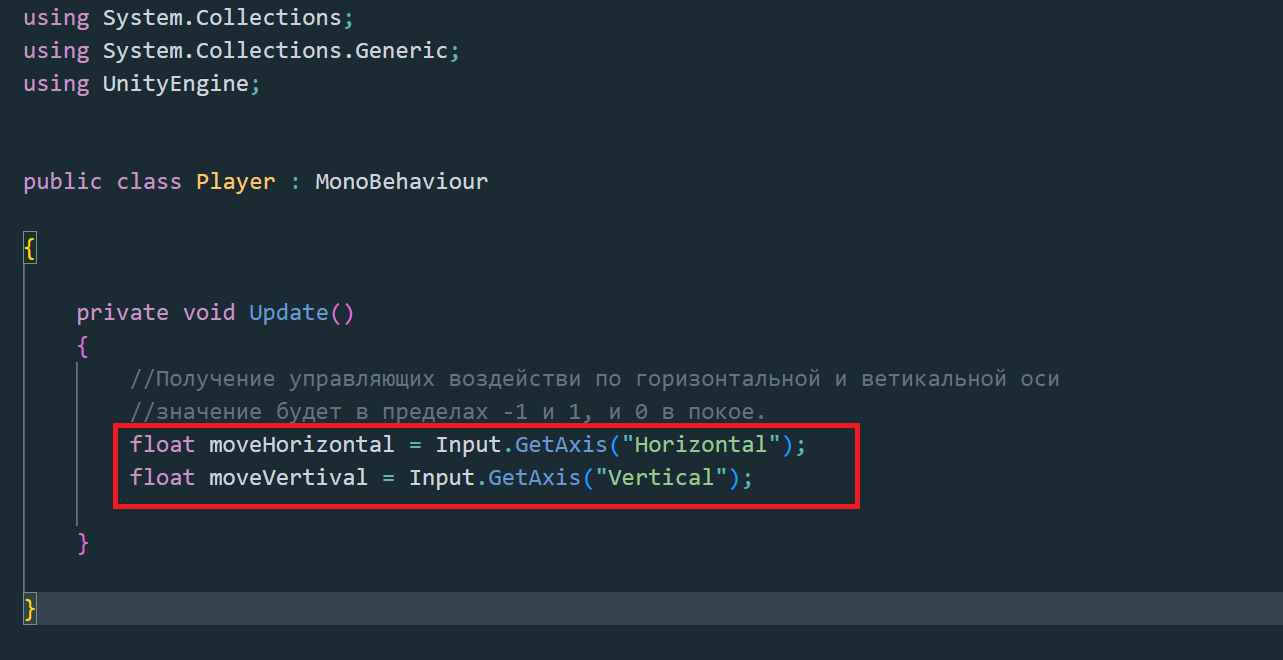 using System.Collections;
using System.Collections.Generic;
using UnityEngine;
public class Player : MonoBehaviour
{
private void Update()
{
//Получение управляющих воздействи по горизонтальной и ветикальной оси
//значение будет в пределах -1 и 1, и 0 в покое.
float moveHorizontal = Input.GetAxis("Horizontal");
float moveVertival = Input.GetAxis("Vertical");
}
}